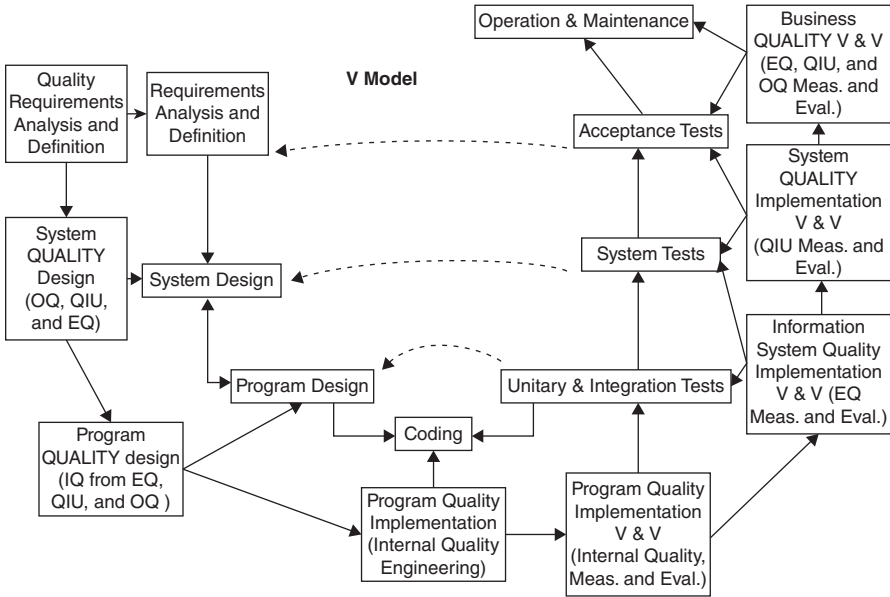 Operation & Maintenance
Business
QUALITY V & V
(EQ, QIU, and
OQ Meas. and
Eval.)
V Model
Quality
Requirements
Analysis and
Definition
Requirements
Analysis and
Definition
Acceptance Tests
System
QUALITY
Implementation
V & V
(QIU Meas. and
Eval.)
System
QUALITY
Design
(OQ, QIU,
and EQ)
System Design
System Tests
Information
System Quality
Implementation
V & V (EQ
Meas. and Eval.)
Program Design
Unitary & Integration Tests
Coding
Program
QUALITY design
(IQ from EQ,
QIU, and OQ )
Program Quality
Implementation
(Internal Quality
Engineering)
Program Quality
Implementation
V & V
(Internal Quality,
Meas. and Eval.)